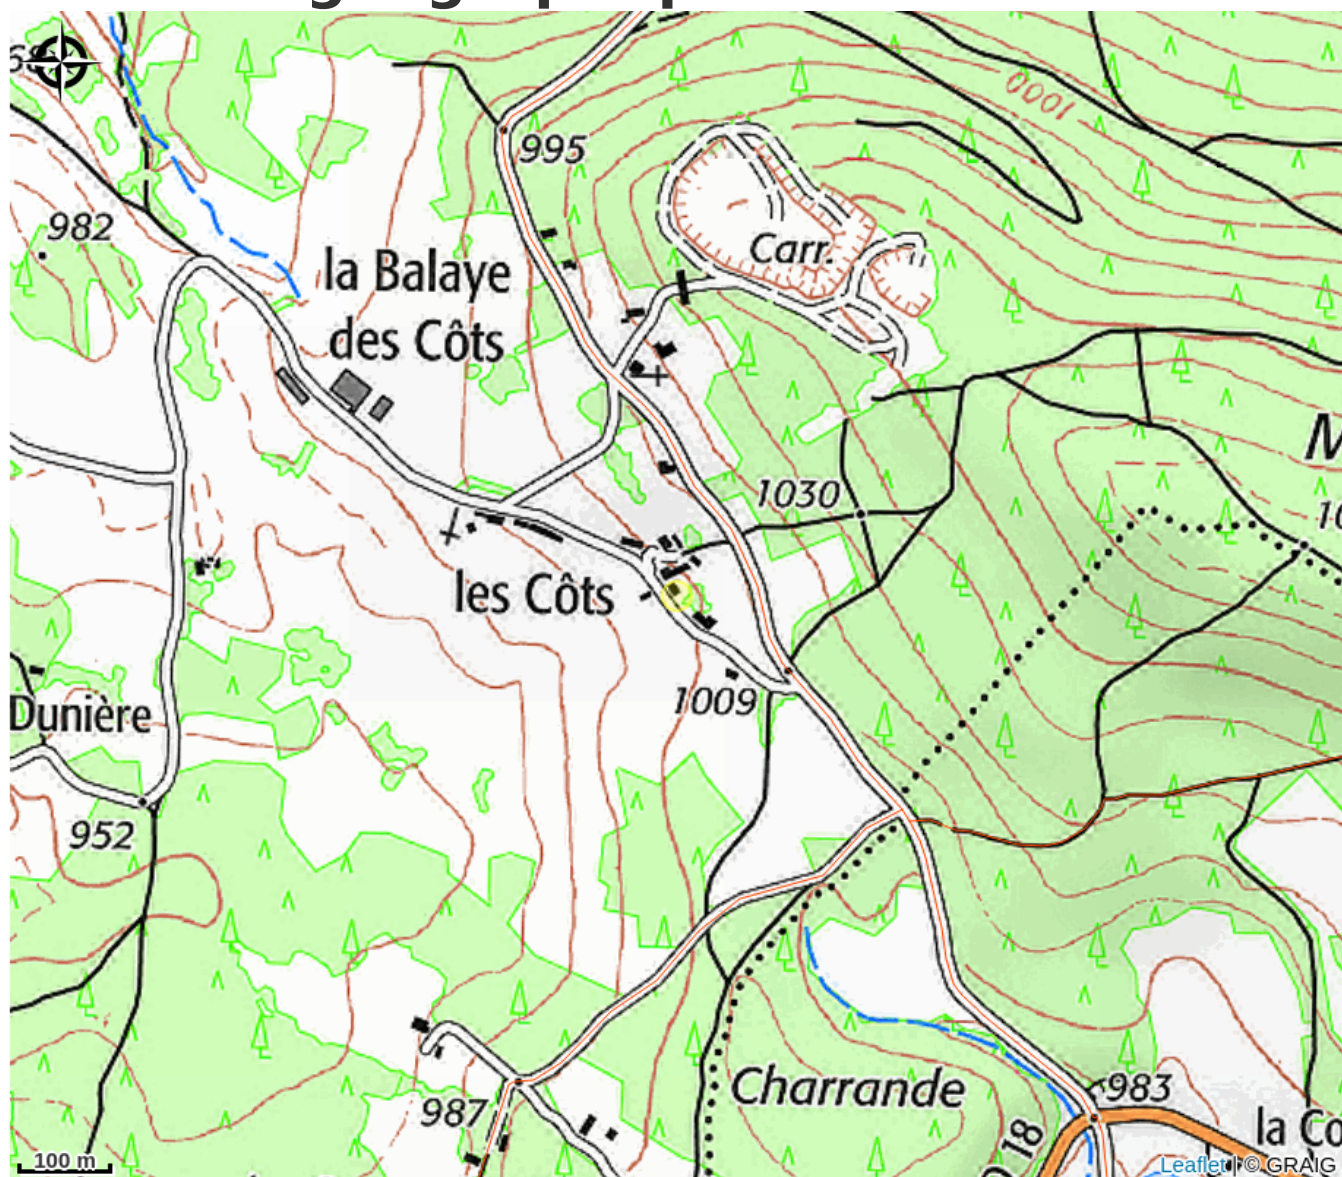 995
1000
982
la Balaye
des Côts
Carr.
1030
les Côts
1009
Dunière
952
Charrande
983
987
D 18
la Co
100 m
Leaflet | © GRAIG